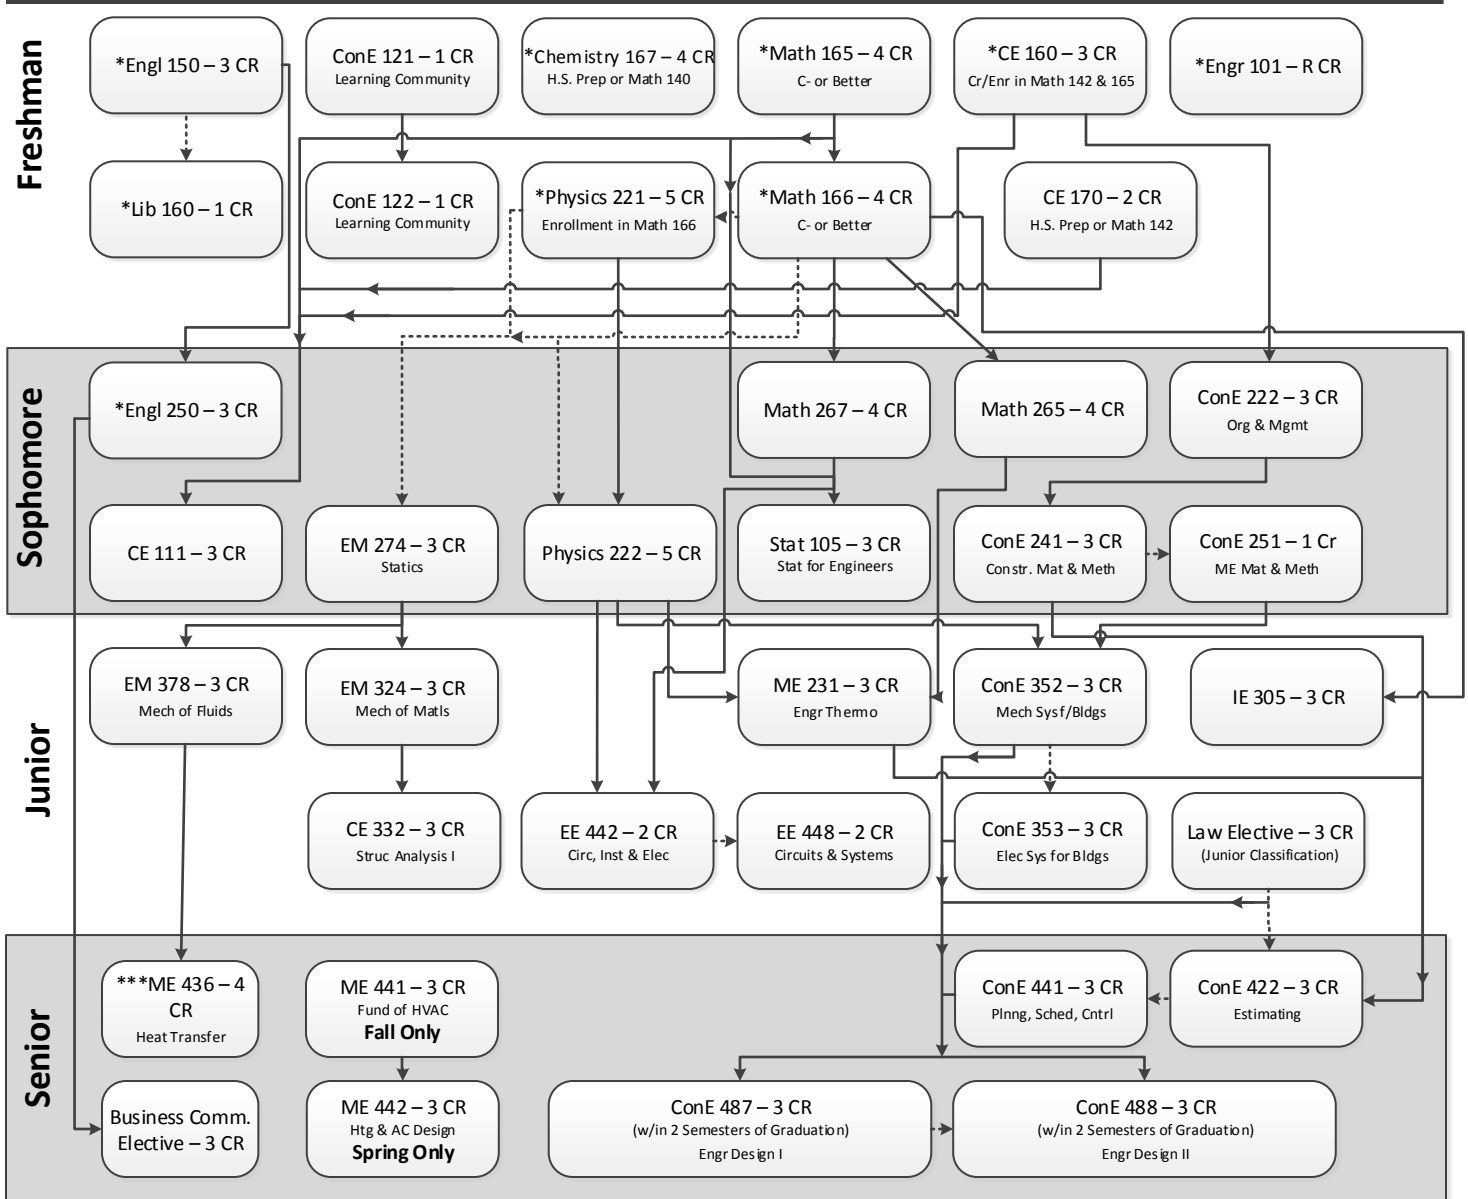 Freshman
*Engl 150 – 3 CR
ConE 121 – 1 CR
Learning Community
*Chemistry 167 – 4 CR
H.S. Prep or Math 140
*Math 165 – 4 CR
C- or Better
*CE 160 – 3 CR
Cr/Enr in Math 142 & 165
*Engr 101 – R CR
*Lib 160 – 1 CR
ConE 122 – 1 CR
Learning Community
*Physics 221 – 5 CR
Enrollment in Math 166
*Math 166 – 4 CR
C- or Better
CE 170 – 2 CR
H.S. Prep or Math 142
Sophomore
*Engl 250 – 3 CR
Math 267 – 4 CR
Math 265 – 4 CR
ConE 222 – 3 CR
Org & Mgmt
CE 111 – 3 CR
EM 274 – 3 CR
Statics
Physics 222 – 5 CR
Stat 105 – 3 CR
Stat for Engineers
ConE 241 – 3 CR
Constr. Mat & Meth
ConE 251 – 1 Cr
ME Mat & Meth
Junior
EM 378 – 3 CR
Mech of Fluids
EM 324 – 3 CR
Mech of Matls
ME 231 – 3 CR
Engr Thermo
ConE 352 – 3 CR
Mech Sys f/Bldgs
IE 305 – 3 CR
CE 332 – 3 CR
Struc Analysis I
EE 442 – 2 CR
Circ, Inst & Elec
EE 448 – 2 CR
Circuits & Systems
ConE 353 – 3 CR
Elec Sys for Bldgs
Law Elective – 3 CR
(Junior Classification)
Senior
***ME 436 – 4
CR
Heat Transfer
ME 441 – 3 CR
Fund of HVAC
Fall Only
ConE 441 – 3 CR
Plnng, Sched, Cntrl
ConE 422 – 3 CR
Estimating
Business Comm.
Elective – 3 CR
ME 442 – 3 CR
Htg & AC Design
Spring Only
ConE 487 – 3 CR
(w/in 2 Semesters of Graduation)
Engr Design I
ConE 488 – 3 CR
(w/in 2 Semesters of Graduation)
Engr Design II